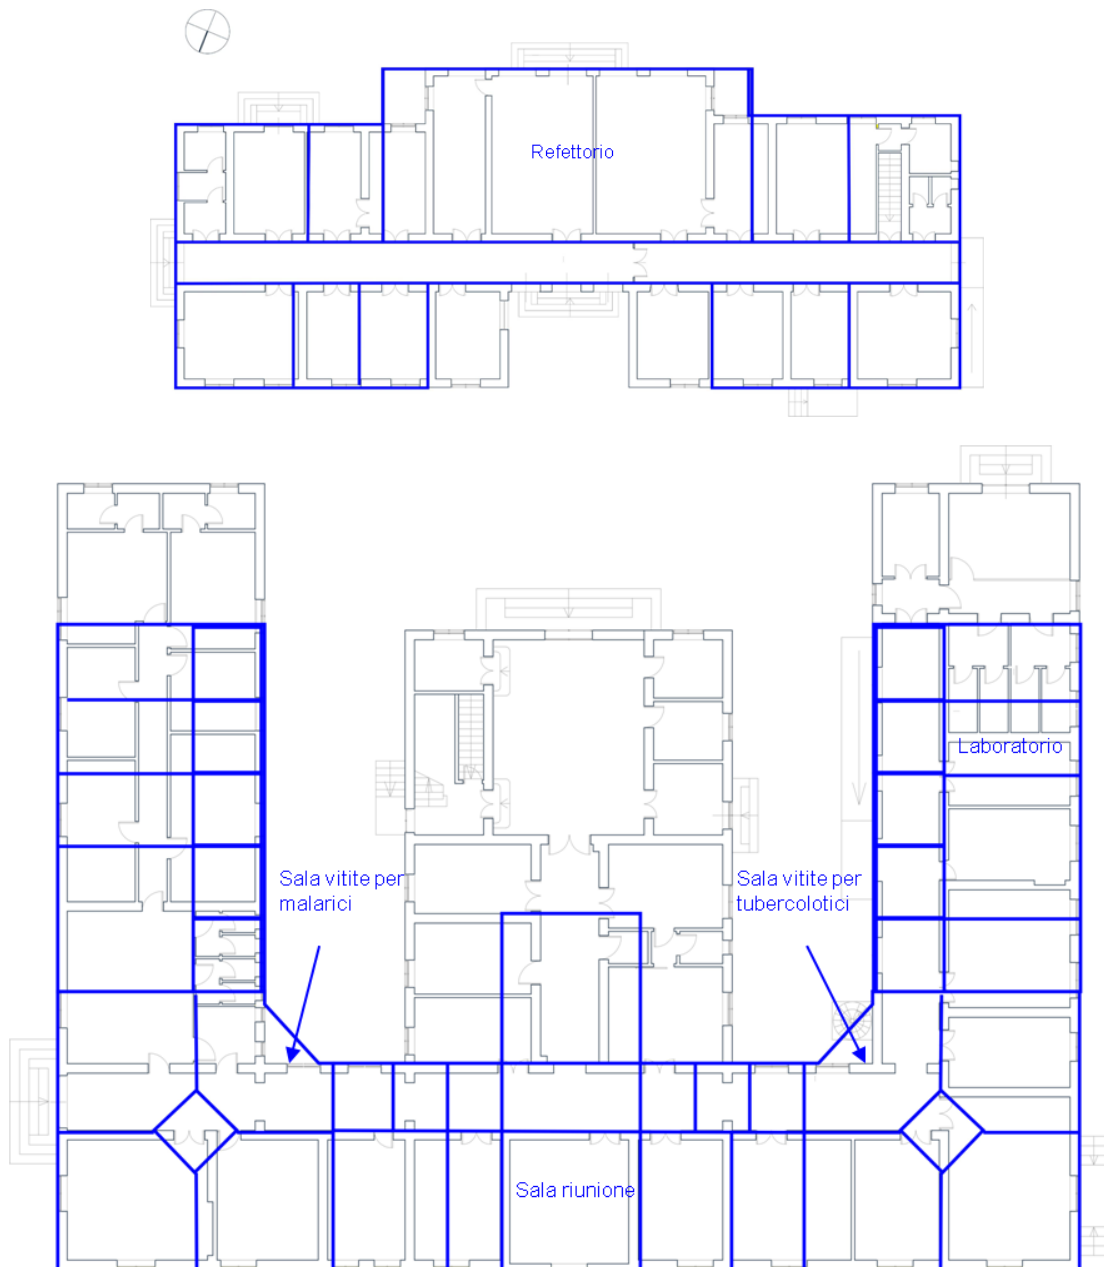 Refettorio
Laboratorio
Sala vitite per
malarici
Sala vitite per
tubercolotici
Sala riunione